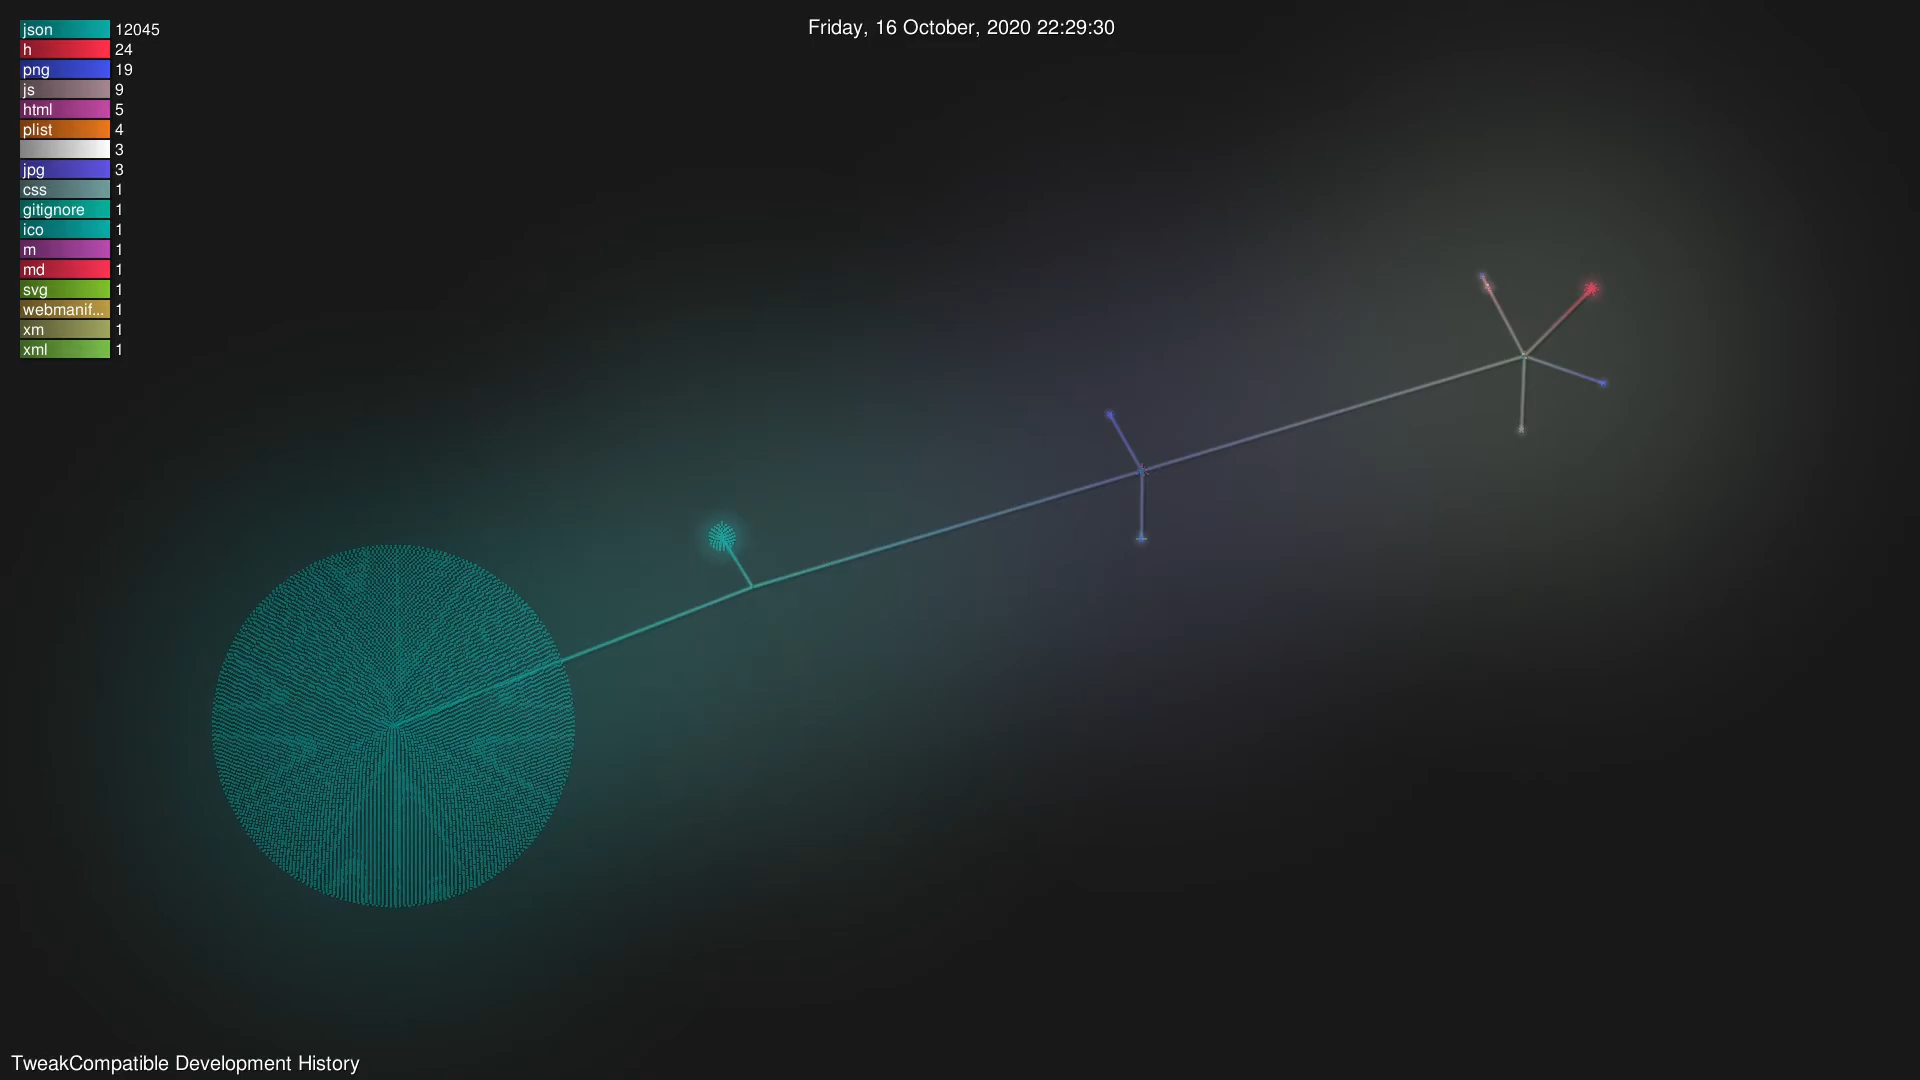 Friday, 16 October, 2020 22:29:30
json 12045
h 24
png 19
js 9
html 5
plist 4
3
jpg 3
css 1
gitignore 1
ico 1
m 1
md 1
svg 1
webmanif... 1
xm 1
xml 1
TweakCompatible Development History